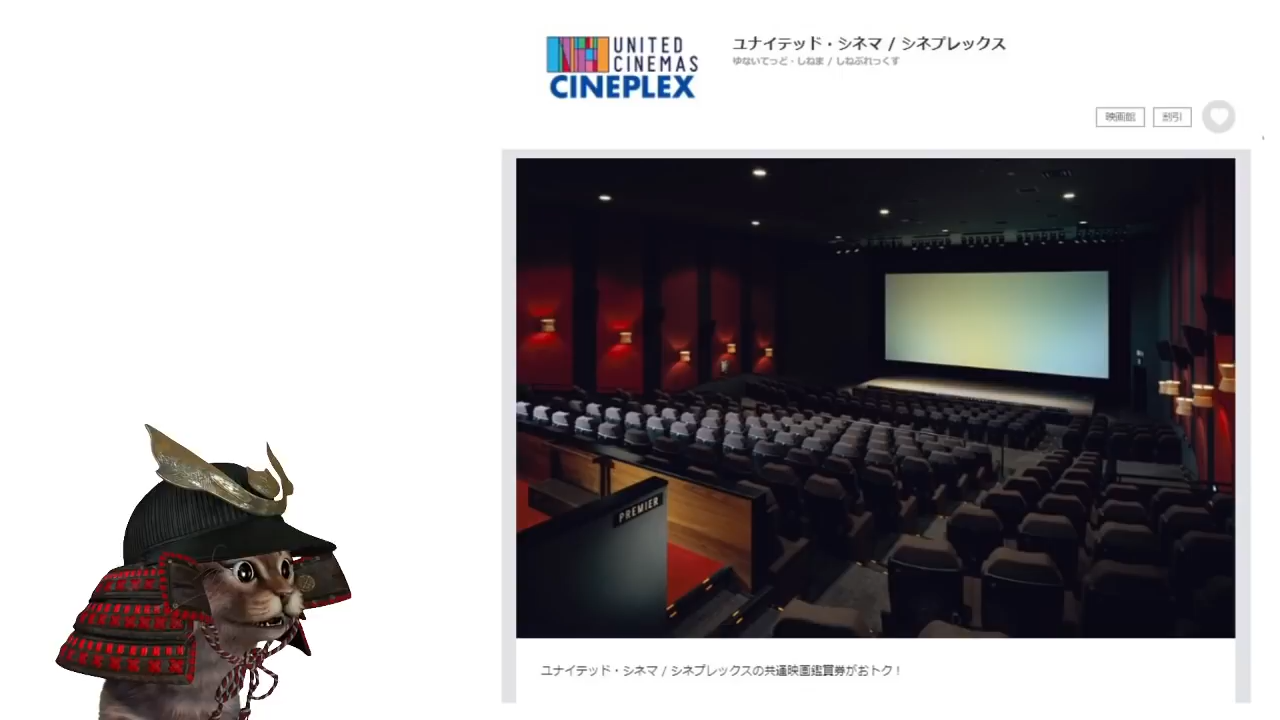 UNITED
CINEMAS
CINEPLEX
ユナイテッド・シネマ / シネプレックス
ゆないてっど・しねま / しねぷれっくす
映画館
割引
PREMIER
ユナイテッド・シネマ / シネプレックスの共通映画鑑賞券がおトク！